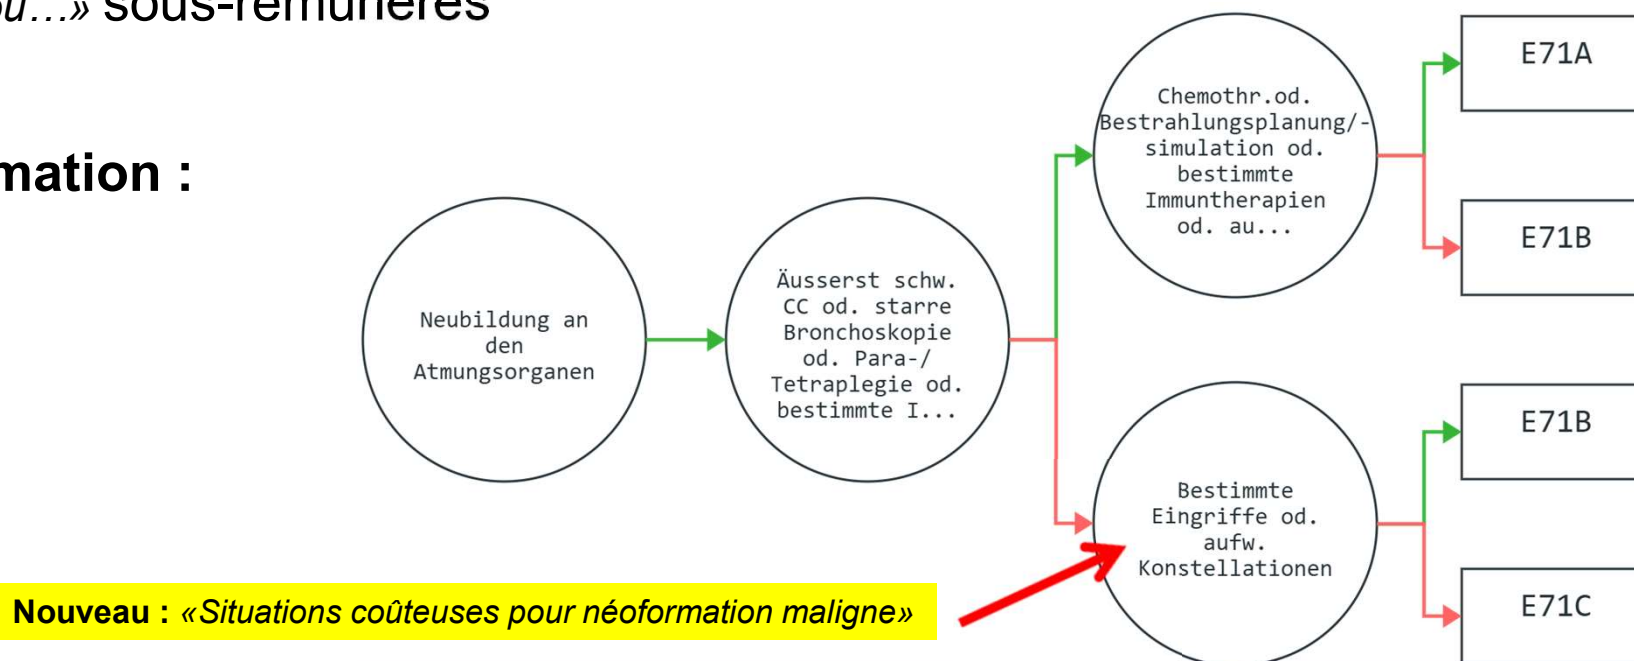 ou...» sous-rémunérés
mation :
Neubildung an
den
Atmungsorganen
Äusserst schw.
CC od. starre
Bronchoskopie
od. Para-/
Tetraplegie od.
bestimmte I...
Chemothr.od.
Bestrahlungsplanung/-
simulation od.
bestimmte
Immuntherapien
od. au...
E71A
E71B
Bestimmte
Eingriffe od.
aufw.
Konstellationen
E71B
E71C
Nouveau : «Situations coûteuses pour néoformation maligne»